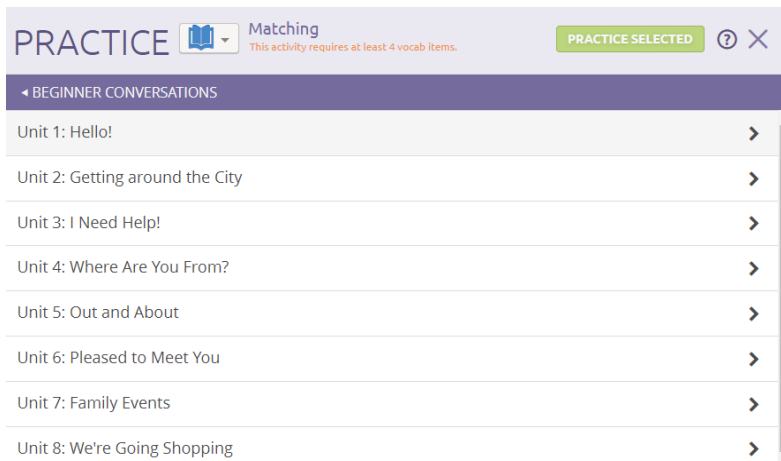 PRACTICE
Matching
This activity requires at least 4 vocab items.
PRACTICE SELECTED
?
BEGINNER CONVERSATIONS
Unit 1: Hello!
Unit 2: Getting around the City
Unit 3: I Need Help!
Unit 4: Where Are You From?
Unit 5: Out and About
Unit 6: Pleased to Meet You
Unit 7: Family Events
Unit 8: We're Going Shopping